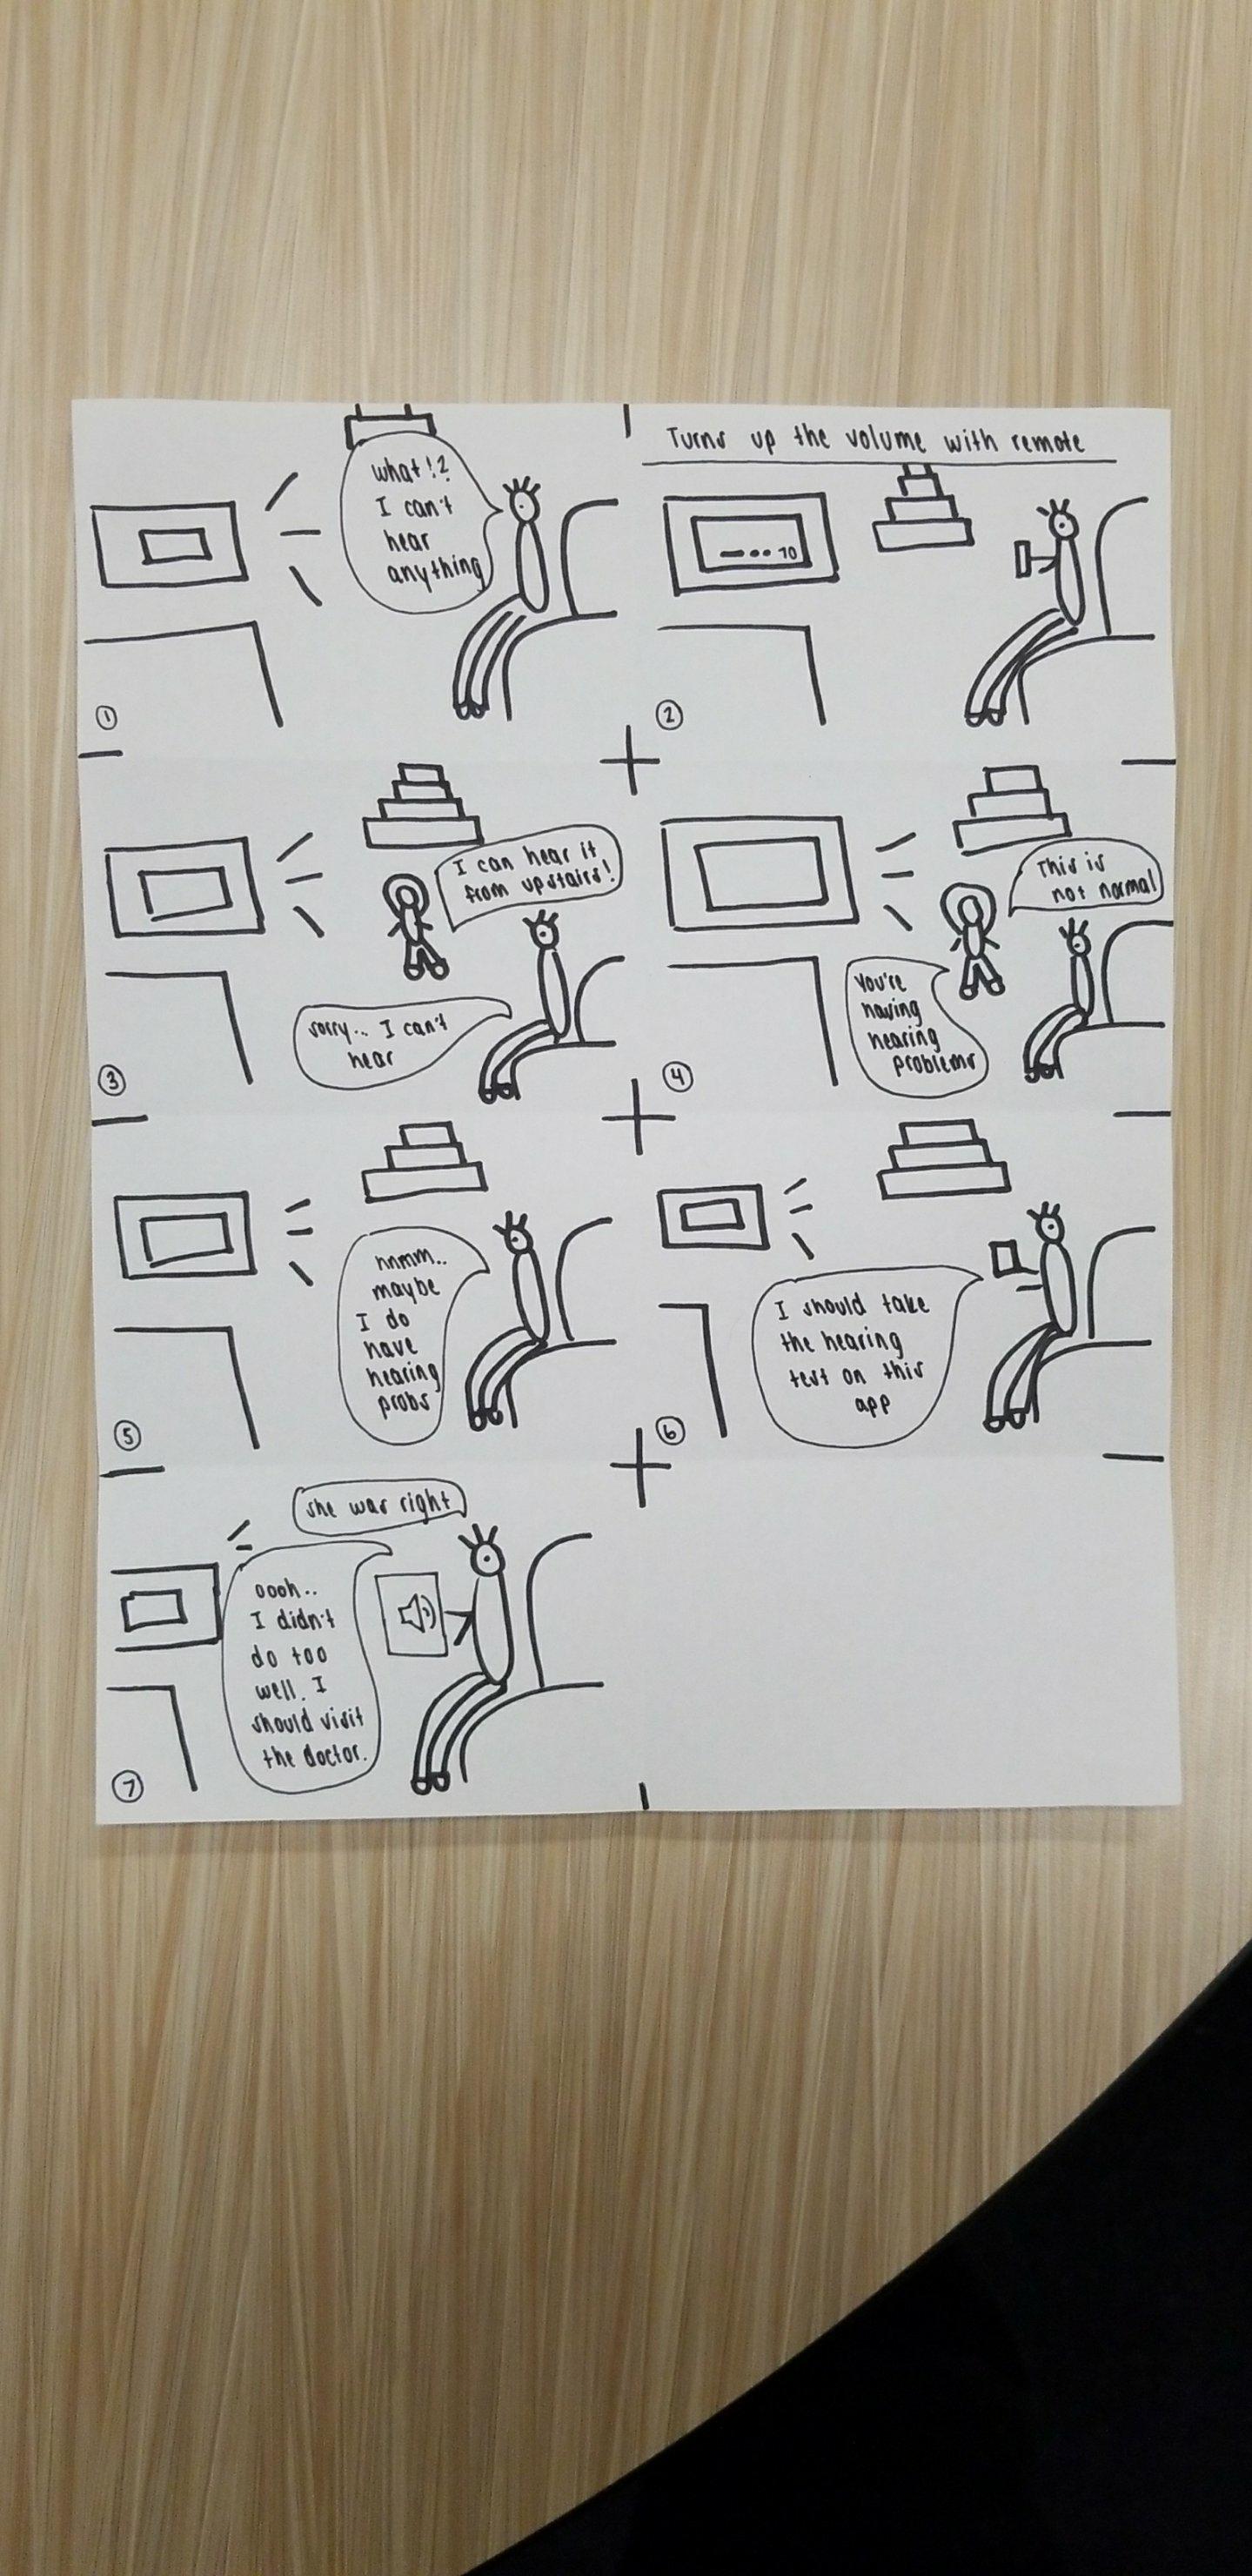 what!?
I can't
hear
anything
①
Turns up the volume with remote
70
②
I can hear it
from upstairs!
sorry... I can't
hear
③
This is
not normal
You're
having
hearing
problems
④
hnmm..
maybe
I do
have
hearing
probs
⑤
I should take
the hearing
test on this
app
⑥
she was right
oooh..
I didn't
do too
well. I
should visit
the doctor.
⑦